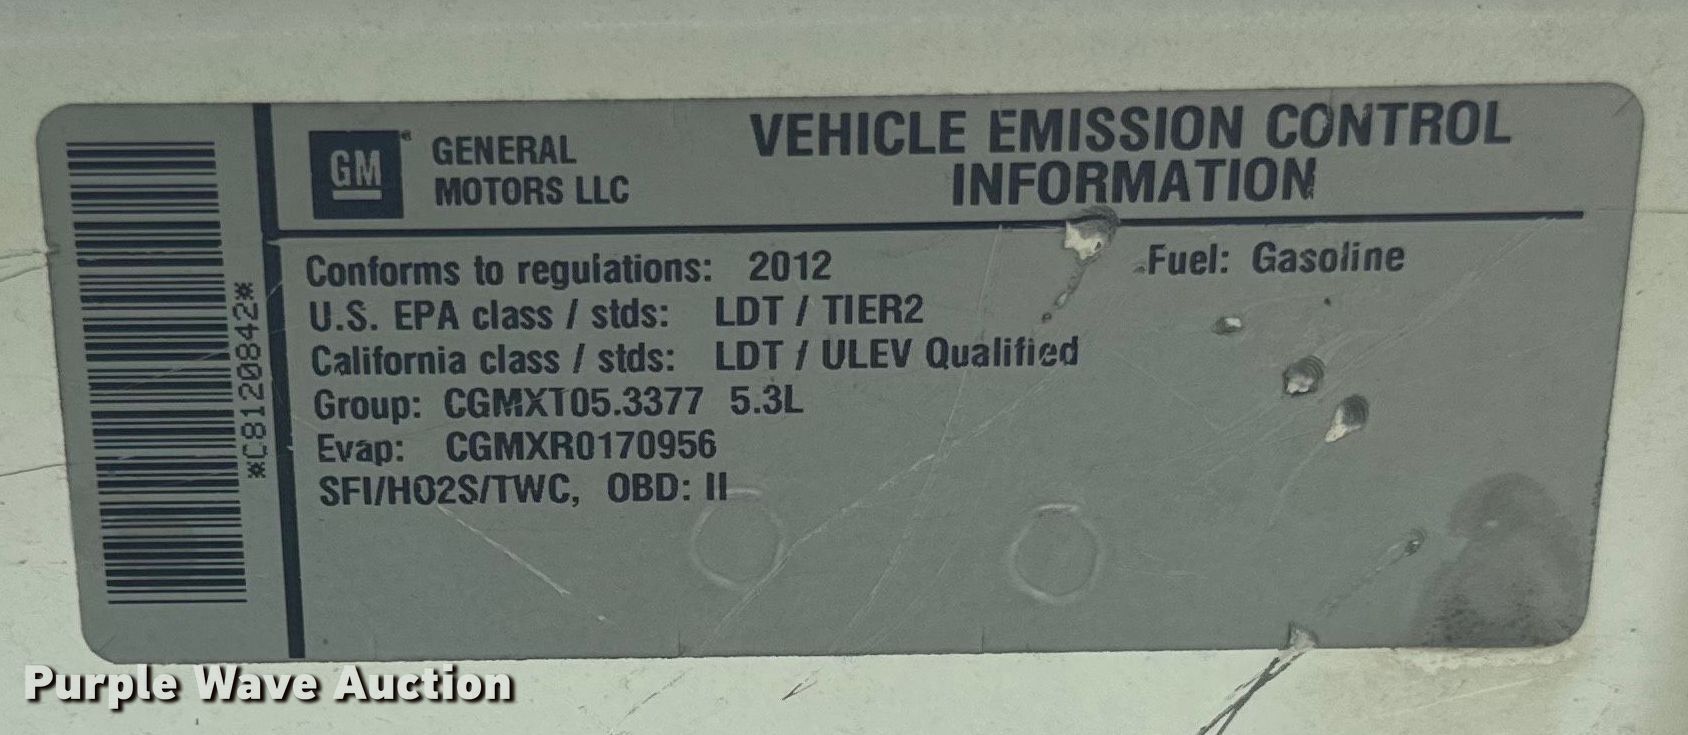 GM
GENERAL
MOTORS LLC
VEHICLE EMISSION CONTROL
INFORMATION
Conforms to regulations: 2012
Fuel: Gasoline
U.S. EPA class / stds: LDT / TIER2
California class / stds: LDT / ULEV Qualified
Group: CGMXT05.3377 5.3L
Evap: CGMXR0170956
SFI/HO2S/TWC, OBD: II
*C8120842*
Purple Wave Auction